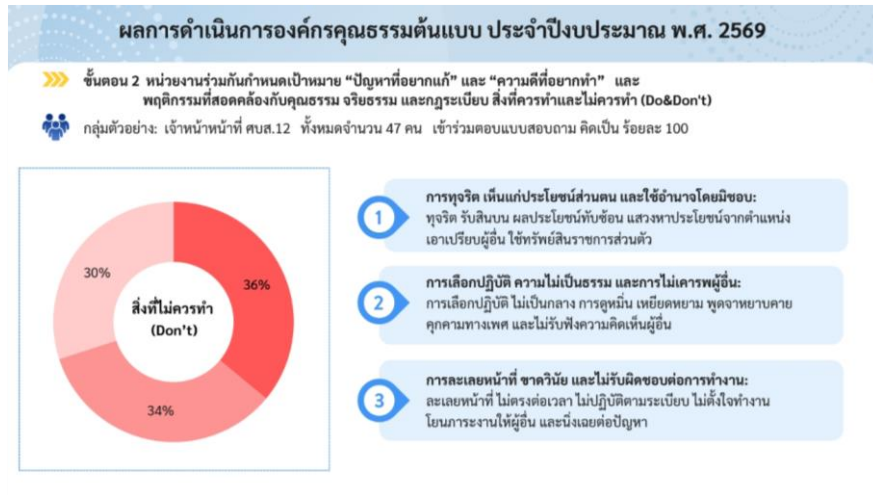 ผลการดำเนินการองค์กรคุณธรรมต้นแบบ ประจำปีงบประมาณ พ.ศ. 2569
ขั้นตอน 2 หน่วยงานร่วมกันกำหนดเป้าหมาย “ปัญหาที่อยากแก้” และ “ความดีที่อยากทำ” และ
พฤติกรรมที่สอดคล้องกับคุณธรรม จริยธรรม และกฎระเบียบ สิ่งที่ควรทำและไม่ควรทำ (Do&Don't)
กลุ่มตัวอย่าง: เจ้าหน้าหน้าที่ ศบส.12 ทั้งหมดจำนวน 47 คน เข้าร่วมตอบแบบสอบถาม คิดเป็น ร้อยละ 100
30%
36%
34%
สิ่งที่ไม่ควรทำ
(Don’t)
1
การทุจริต เห็นแก่ประโยชน์ส่วนตน และใช้อำนาจโดยมิชอบ:
ทุจริต รับสินบน ผลประโยชน์ทับซ้อน แสวงหาประโยชน์จากตำแหน่ง
เอาเปรียบผู้อื่น ใช้ทรัพย์สินราชการส่วนตัว
2
การเลือกปฏิบัติ ความไม่เป็นธรรม และการไม่เคารพผู้อื่น:
การเลือกปฏิบัติ ไม่เป็นกลาง การดูหมิ่น เหยียดหยาม พูดจาหยาบคาย
คุกคามทางเพศ และไม่รับฟังความคิดเห็นผู้อื่น
3
การละเลยหน้าที่ ขาดวินัย และไม่รับผิดชอบต่อการทำงาน:
ละเลยหน้าที่ ไม่ตรงต่อเวลา ไม่ปฏิบัติตามระเบียบ ไม่ตั้งใจทำงาน
โยนภาระงานให้ผู้อื่น และนิ่งเฉยต่อปัญหา